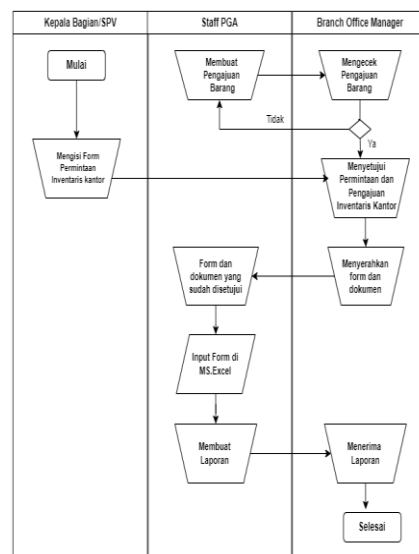 Kepala Bagian/SPV
Staff PGA
Branch Office Manager
Mulai
Membuat
Pengajuan
Barang
Mengecek
Pengajuan
Barang
Tidak
Ya
Mengisi Form
Permintaan
Inventaris kantor
Menyetujui
Permintaan dan
Pengajuan
Inventaris Kantor
Form dan
dokumen yang
sudah disetujui
Menyerahkan
form dan
dokumen
Input Form di
MS.Excel
Membuat
Laporan
Menerima
Laporan
Selesai